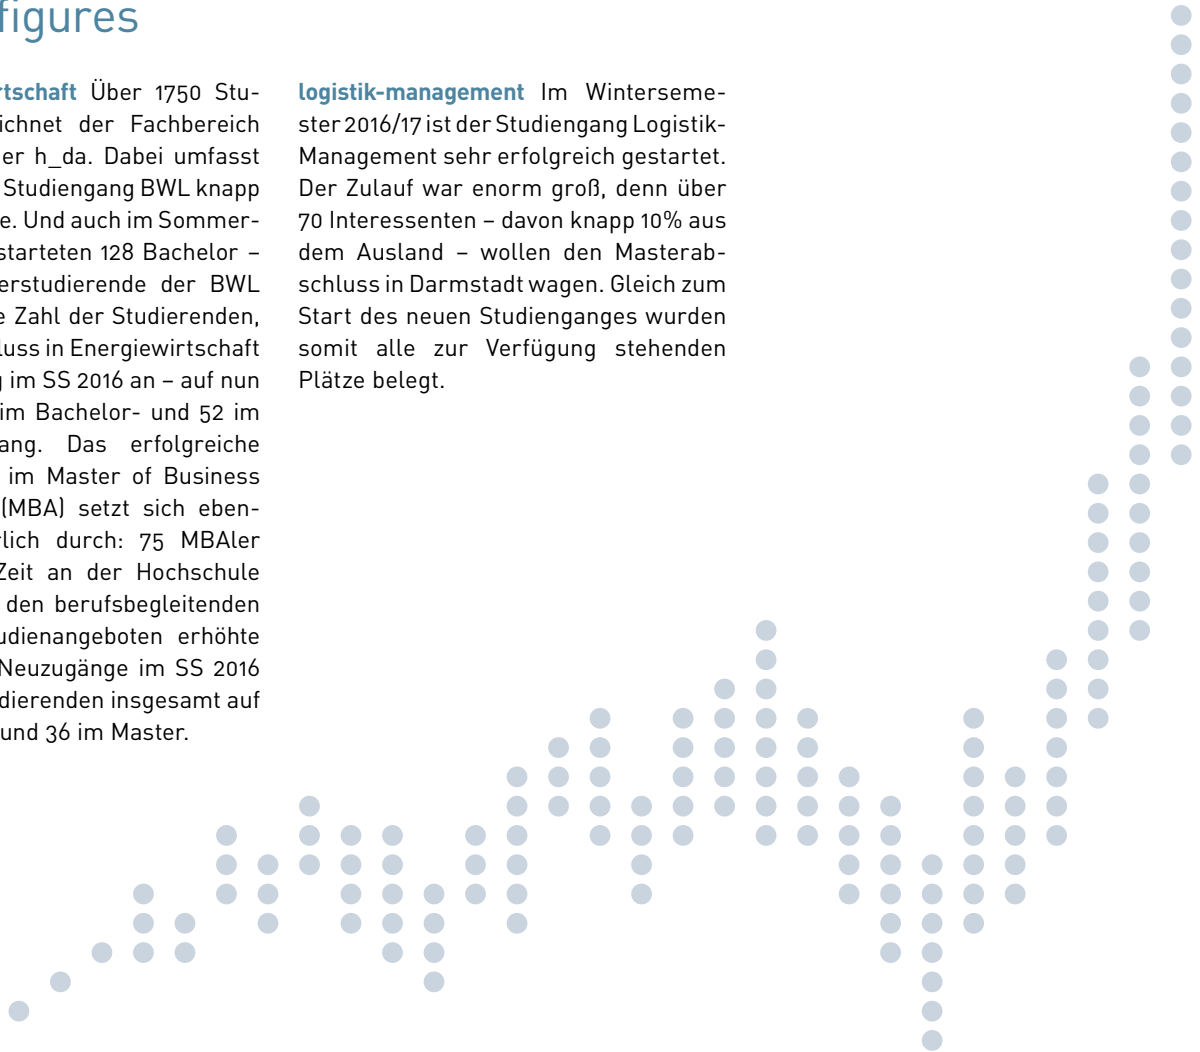 figures
rtschaft Über 1750 Stu-
ichnet der Fachbereich
er h_da. Dabei umfasst
Studiengang BWL knapp
e. Und auch im Sommer-
starteten 128 Bachelor –
erstudierende der BWL
e Zahl der Studierenden,
luss in Energiewirtschaft
g im SS 2016 an – auf nun
im Bachelor- und 52 im
ang. Das erfolgreiche
im Master of Business
(MBA) setzt sich eben-
rlich durch: 75 MBAler
Zeit an der Hochschule
den berufsbegleitenden
udienangeboten erhöhte
Neuzugänge im SS 2016
dierenden insgesamt auf
und 36 im Master.
logistik-management Im Winterseme-
ster 2016/17 ist der Studiengang Logistik-
Management sehr erfolgreich gestartet.
Der Zulauf war enorm groß, denn über
70 Interessenten – davon knapp 10% aus
dem Ausland – wollen den Masterab-
schluss in Darmstadt wagen. Gleich zum
Start des neuen Studienganges wurden
somit alle zur Verfügung stehenden
Plätze belegt.